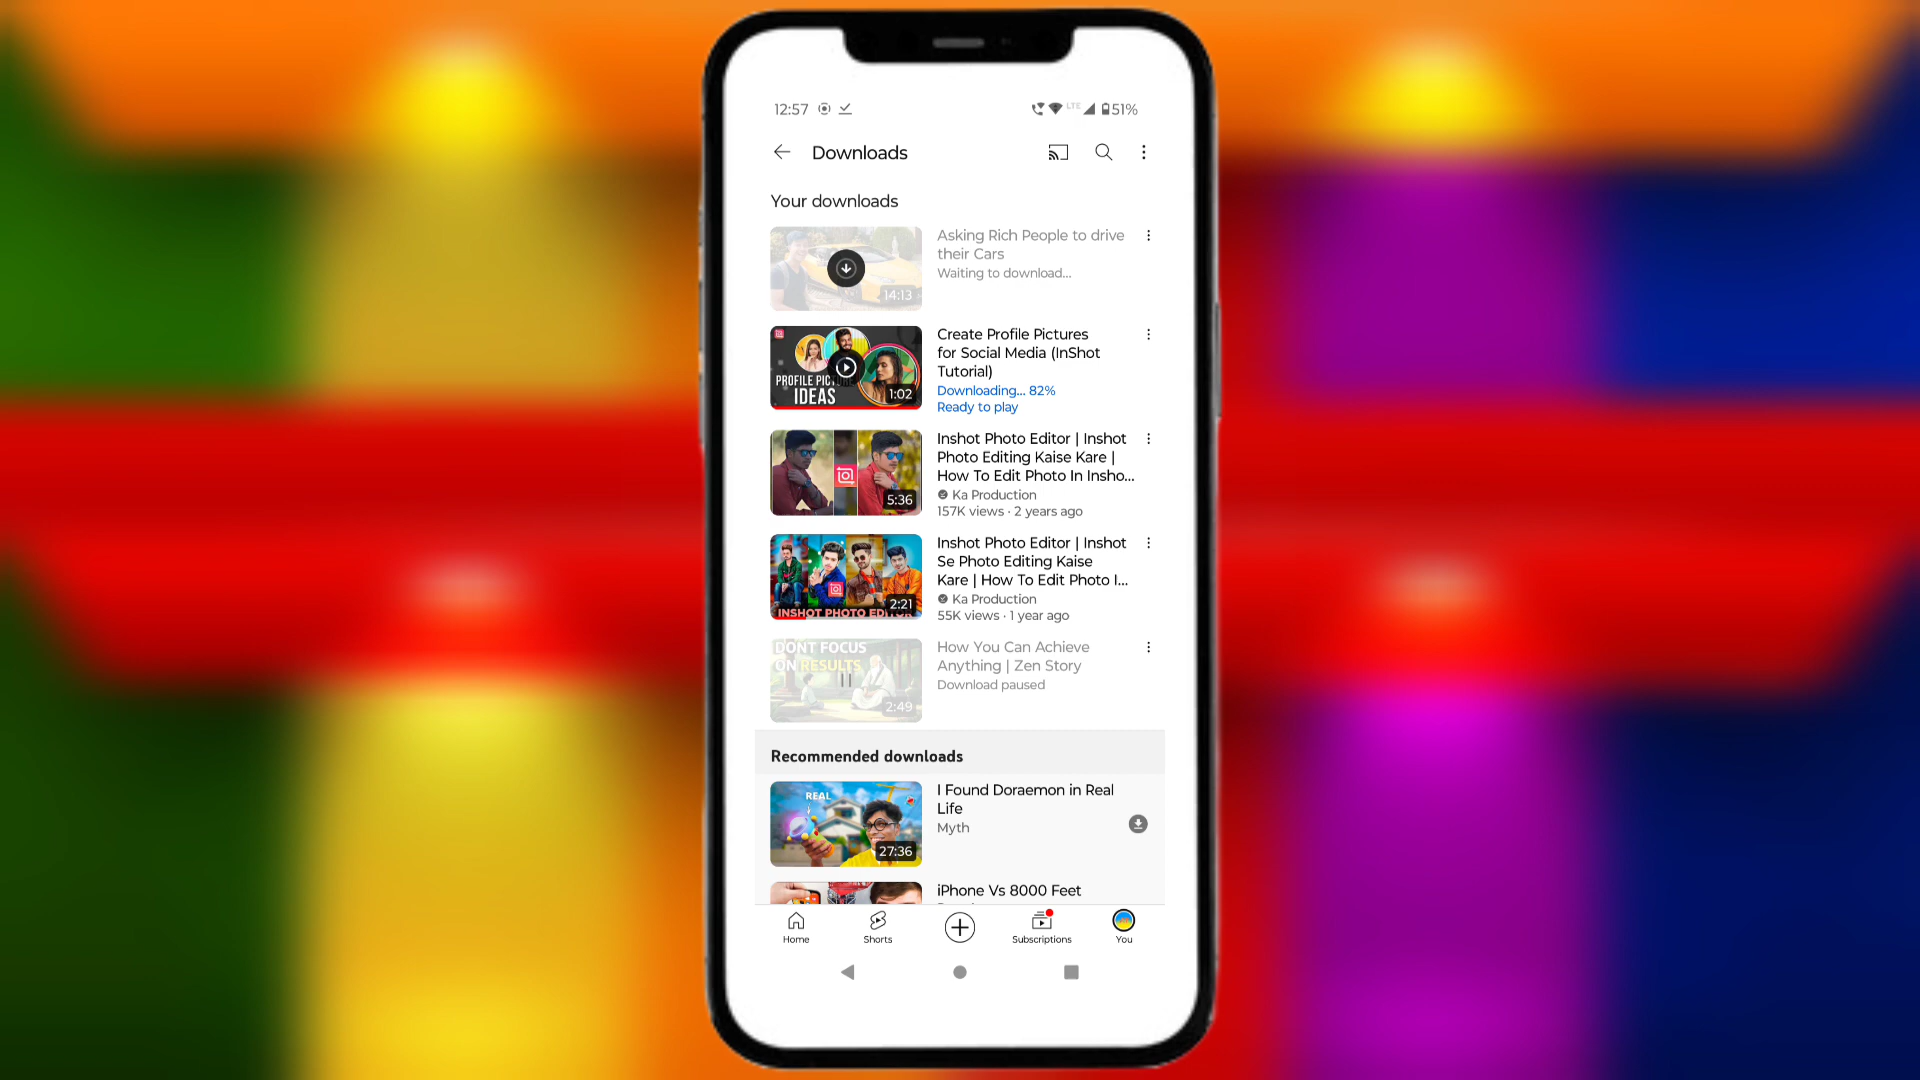 12:57
LTE
51%
Downloads
Your downloads
14:13
Asking Rich People to drive
their Cars
Waiting to download...
PROFILE PIC
IDEAS
1:02
Create Profile Pictures
for Social Media (InShot
Tutorial)
Downloading... 82%
Ready to play
5:36
Inshot Photo Editor | Inshot
Photo Editing Kaise Kare |
How To Edit Photo In Insho...
Ka Production
157K views · 2 years ago
2:21
INSHOT PHOTO EDITOR
Inshot Photo Editor | Inshot
Se Photo Editing Kaise
Kare | How To Edit Photo I...
Ka Production
55K views · 1 year ago
DONT FOCUS
ON RESULTS
2:49
How You Can Achieve
Anything | Zen Story
Download paused
Recommended downloads
REAL
27:36
I Found Doraemon in Real
Life
Myth
iPhone Vs 8000 Feet
Home
Shorts
Subscriptions
You